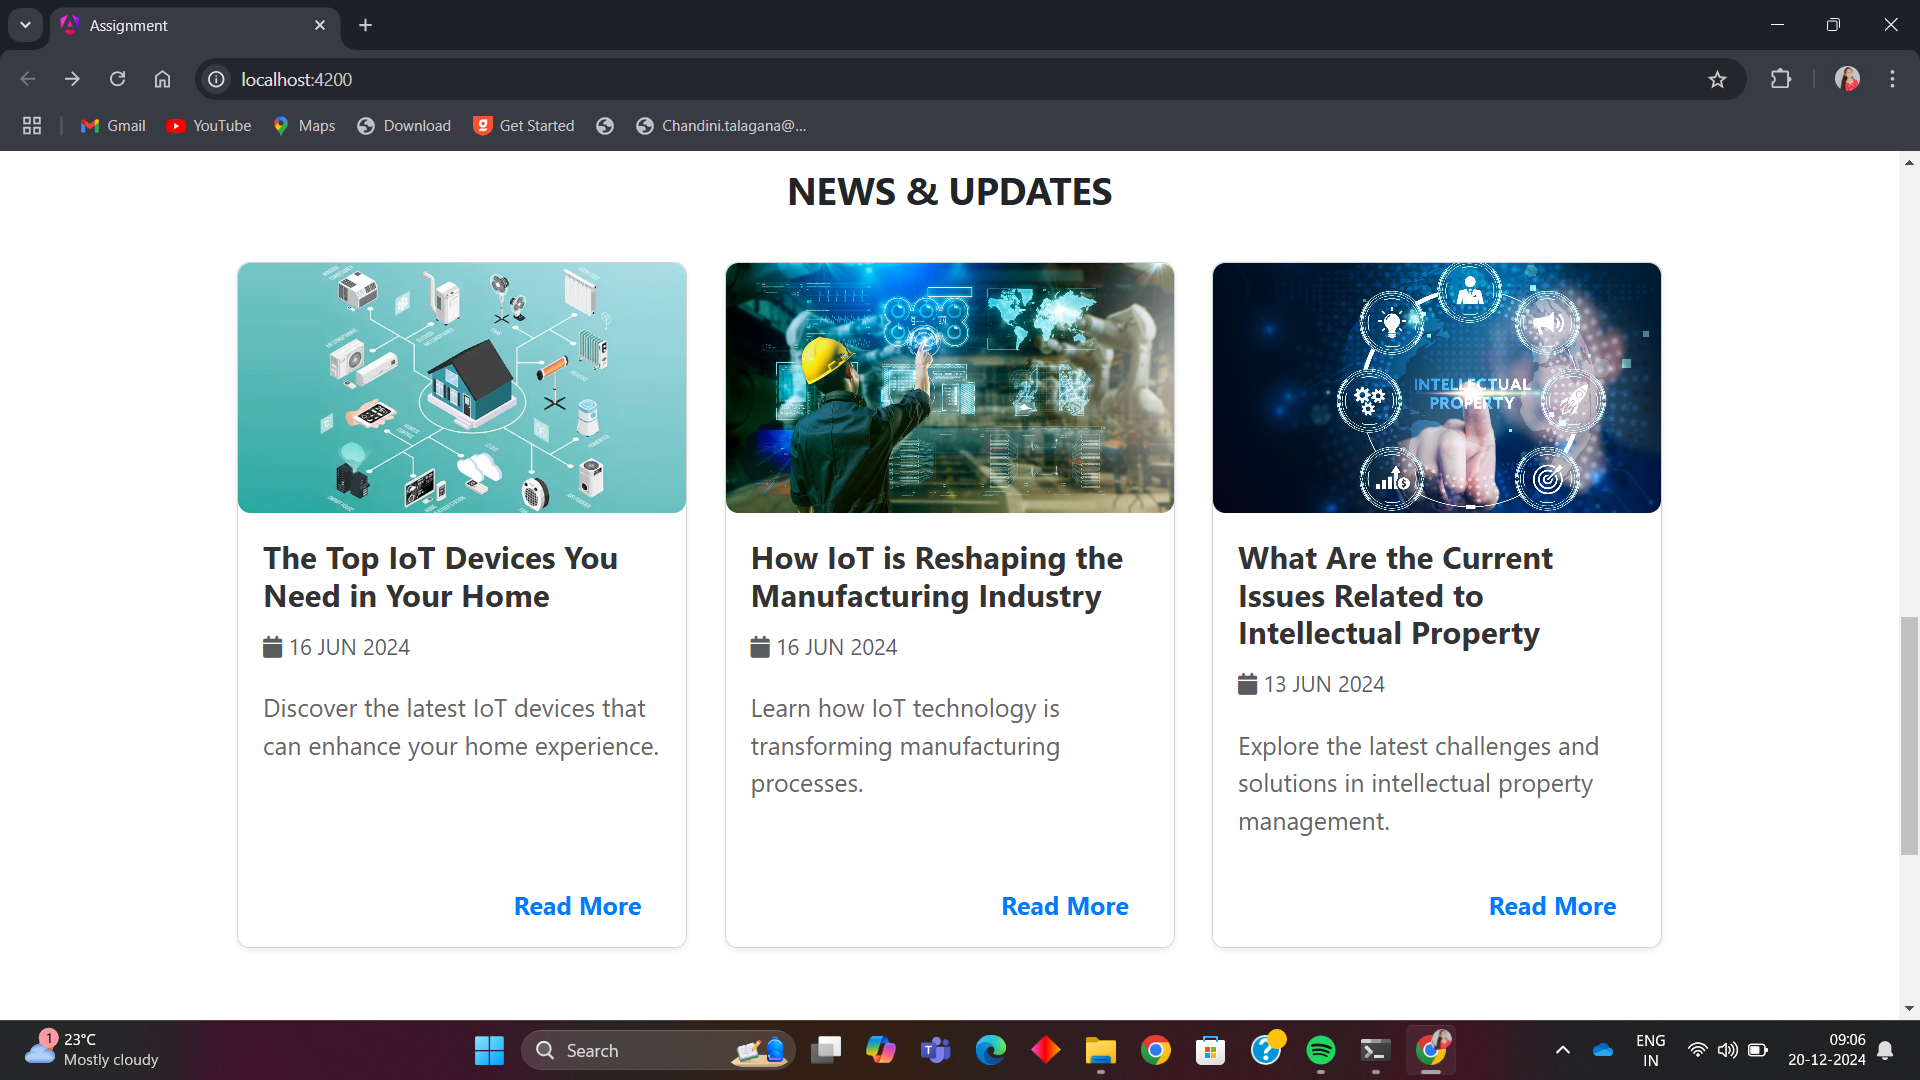 Assignment
localhost:4200
Gmail
YouTube
Maps
Download
Get Started
Chandini.talagana@...
NEWS & UPDATES
INTELLECTUAL
PROPERTY
The Top IoT Devices You
Need in Your Home
16 JUN 2024
Discover the latest IoT devices that
can enhance your home experience.
Read More
How IoT is Reshaping the
Manufacturing Industry
16 JUN 2024
Learn how IoT technology is
transforming manufacturing
processes.
Read More
What Are the Current
Issues Related to
Intellectual Property
13 JUN 2024
Explore the latest challenges and
solutions in intellectual property
management.
Read More
1
23°C
Mostly cloudy
Search
ENG
IN
09:06
20-12-2024